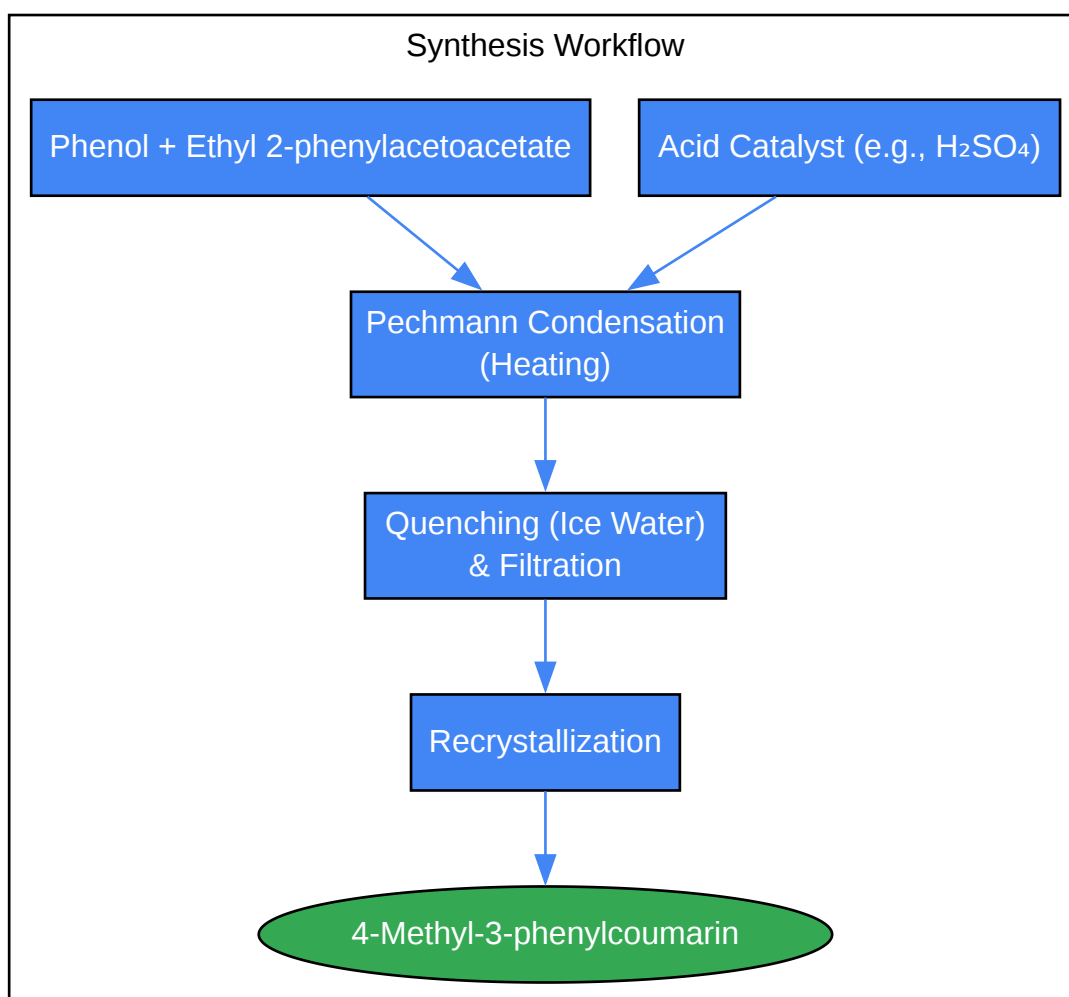 Synthesis Workflow
Phenol + Ethyl 2-phenylacetoacetate
Acid Catalyst (e.g., H₂SO₄)
Pechmann Condensation
(Heating)
Quenching (Ice Water)
& Filtration
Recrystallization
4-Methyl-3-phenylcoumarin